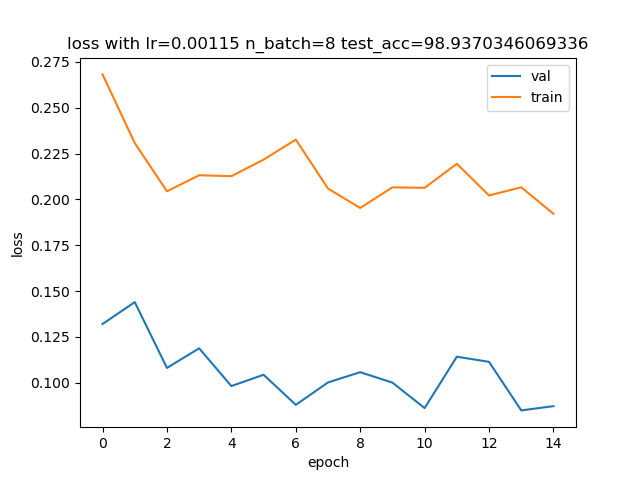 loss with lr=0.00115 n_batch=8 test_acc=98.9370346069336
val
train
0.275
0.250
0.225
0.200
0.175
0.150
0.125
0.100
loss
0 2 4 6 8 10 12 14
epoch